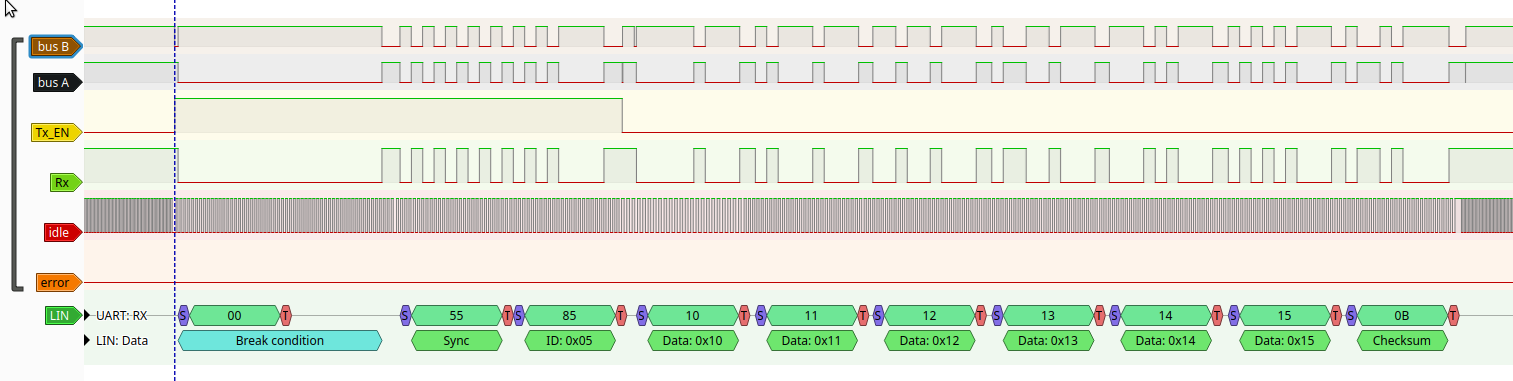 bus B
bus A
Tx_EN
Rx
idle
error
LIN
UART: RX S 00 T S 55 T S 85 T S 10 T S 11 T S 12 T S 13 T S 14 T S 15 T S 0B T
LIN: Data Break condition Sync ID: 0x05 Data: 0x10 Data: 0x11 Data: 0x12 Data: 0x13 Data: 0x14 Data: 0x15 Checksum